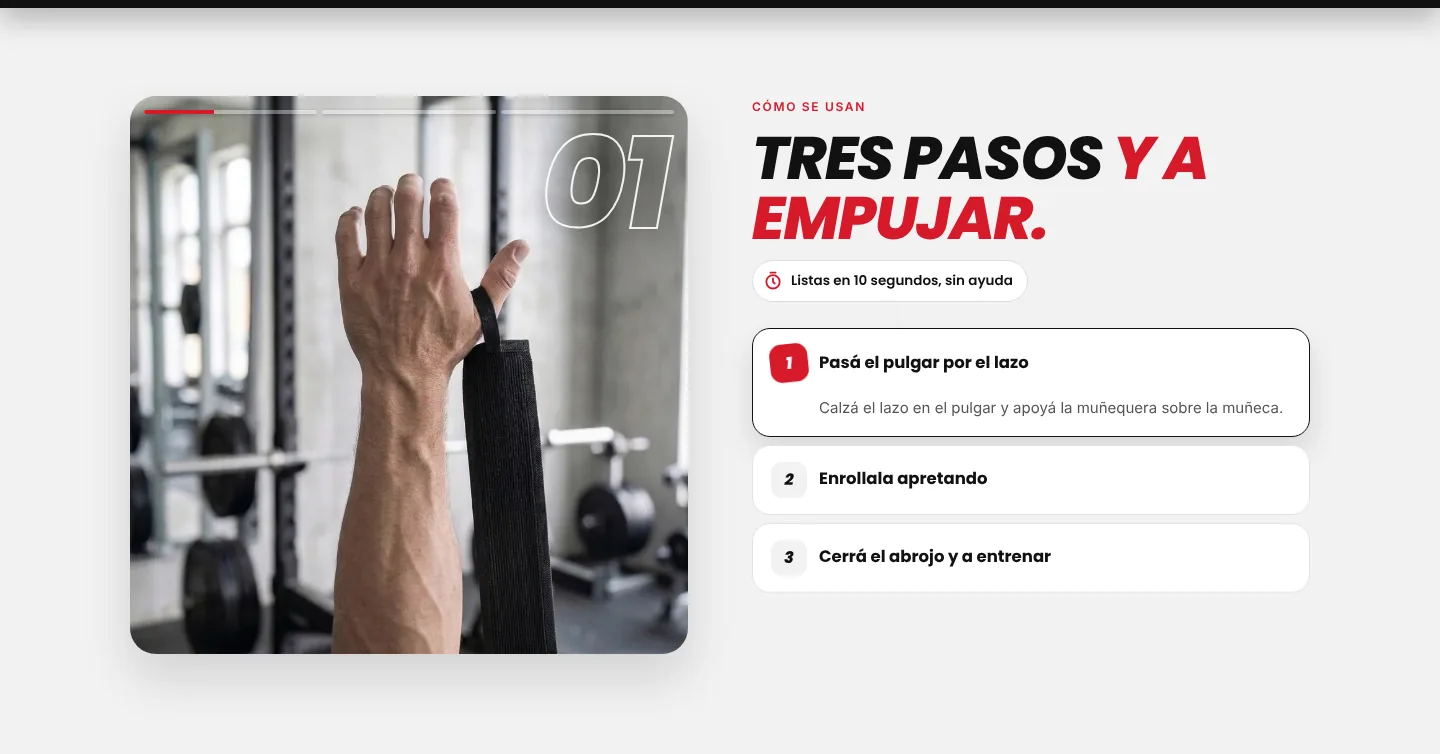 01
CÓMO SE USAN
TRES PASOS Y A
EMPUJAR.
Listas en 10 segundos, sin ayuda
1 Pasá el pulgar por el lazo
Calzá el lazo en el pulgar y apoyá la muñequera sobre la muñeca.
2 Enrollala apretando
3 Cerrá el abrojo y a entrenar